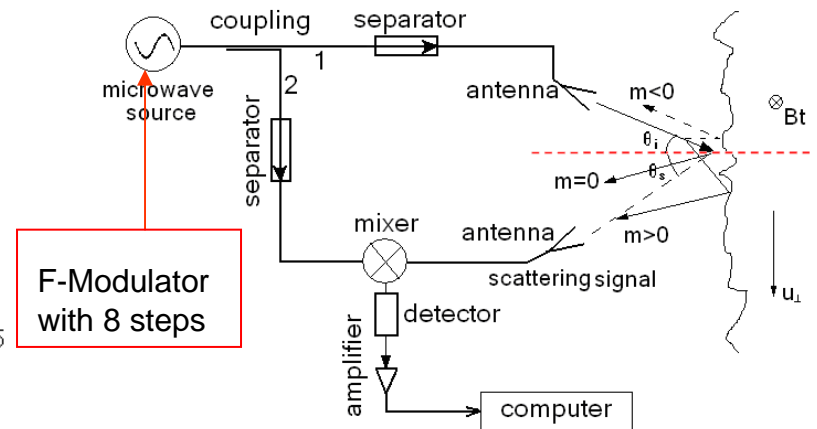 coupling
separator
1
2
microwave
source
separator
antenna
m<0
Bt
θi
θs
m=0
m>0
mixer
antenna
scattering signal
u⊥
F-Modulator
with 8 steps
5
detector
amplifier
computer